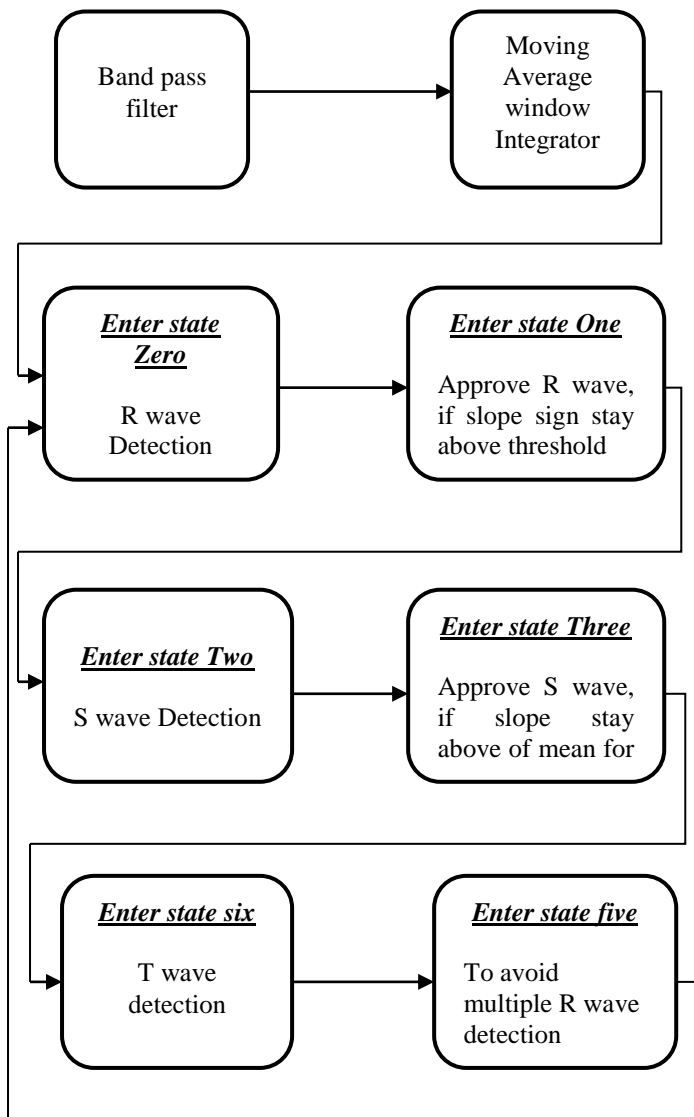 Band pass
filter
Moving
Average
window
Integrator
Enter state
Zero
R wave
Detection
Enter state One
Approve R wave,
if slope sign stay
above threshold
Enter state Two
S wave Detection
Enter state Three
Approve S wave,
if slope stay
above of mean for
Enter state six
T wave
detection
Enter state five
To avoid
multiple R wave
detection